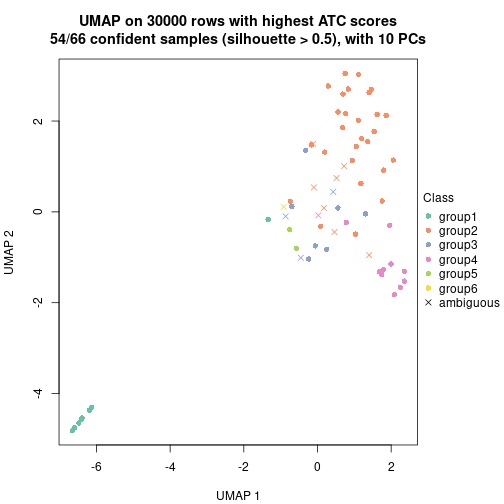 UMAP on 30000 rows with highest ATC scores
54/66 confident samples (silhouette > 0.5), with 10 PCs
UMAP 2
2
0
-2
-4
-6
-4
-2
0
2
UMAP 1
Class
group1
group2
group3
group4
group5
group6
ambiguous